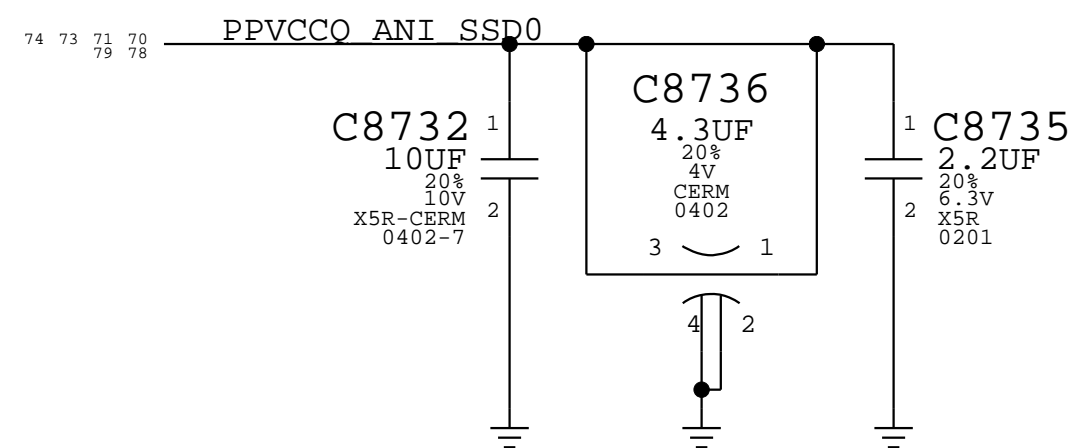 PPVCCQ_ANI_SSD0
74 73 71 70
79 78
C8732
10UF
20%
10V
X5R-CERM
0402-7
1
2
C8736
4.3UF
20%
4V
CERM
0402
3 1
4 2
1
2
C8735
2.2UF
20%
6.3V
X5R
0201